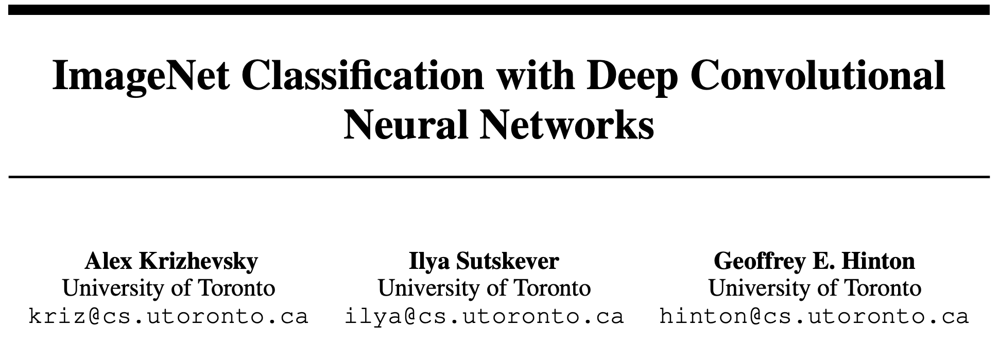 ImageNet Classification with Deep Convolutional
Neural Networks
Alex Krizhevsky
University of Toronto
kriz@cs.utoronto.ca
Ilya Sutskever
University of Toronto
ilya@cs.utoronto.ca
Geoffrey E. Hinton
University of Toronto
hinton@cs.utoronto.ca